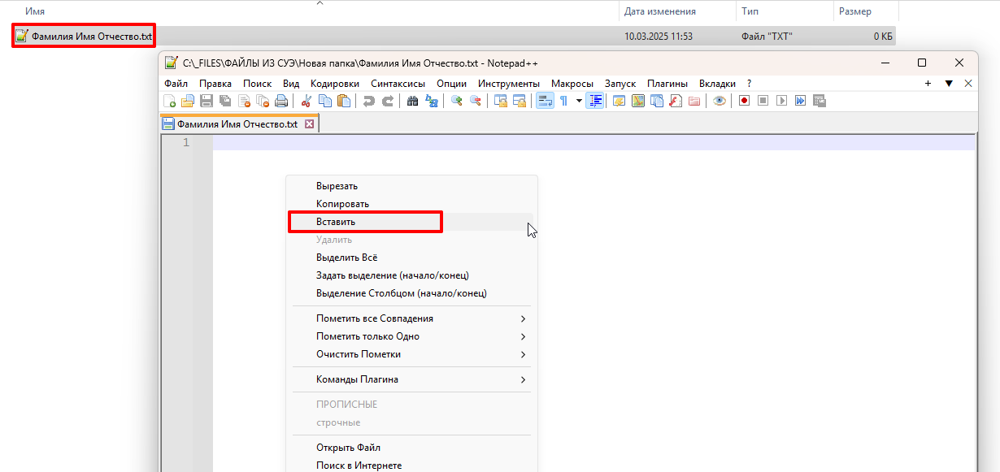 Имя Дата изменения Тип Размер
Фамилия Имя Отчество.txt 10.03.2025 11:53 Файл "TXT" 0 КБ
C:\_FILES\ФАЙЛЫ ИЗ СУЭ\Новая папка\Фамилия Имя Отчество.txt - Notepad++
Файл Правка Поиск Вид Кодировки Синтаксисы Опции Инструменты Макросы Запуск Плагины Вкладки ?
Фамилия Имя Отчество.txt
1
Вырезать
Копировать
Вставить
Удалить
Выделить Всё
Задать выделение (начало/конец)
Выделение Столбцом (начало/конец)
Пометить все Совпадения
Пометить только Одно
Очистить Пометки
Команды Плагина
ПРОПИСНЫЕ
строчные
Открыть Файл
Поиск в Интернете